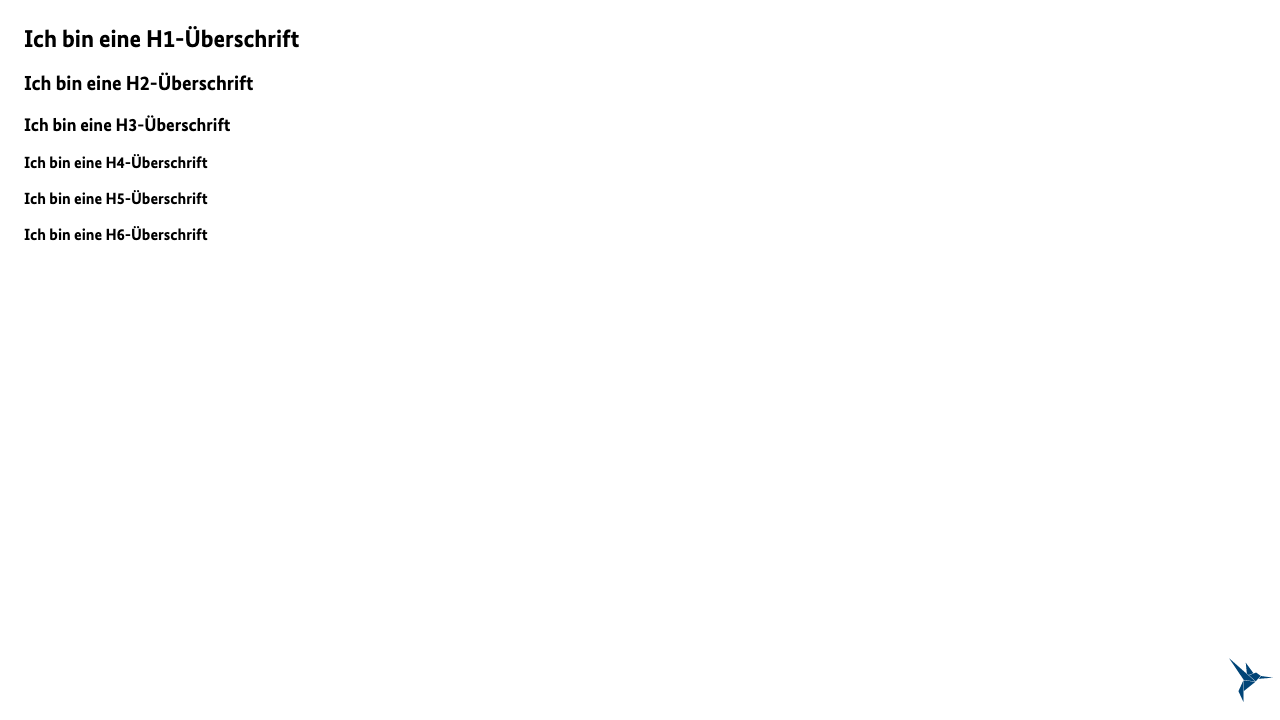 Ich bin eine H1-Überschrift
Ich bin eine H2-Überschrift
Ich bin eine H3-Überschrift
Ich bin eine H4-Überschrift
Ich bin eine H5-Überschrift
Ich bin eine H6-Überschrift